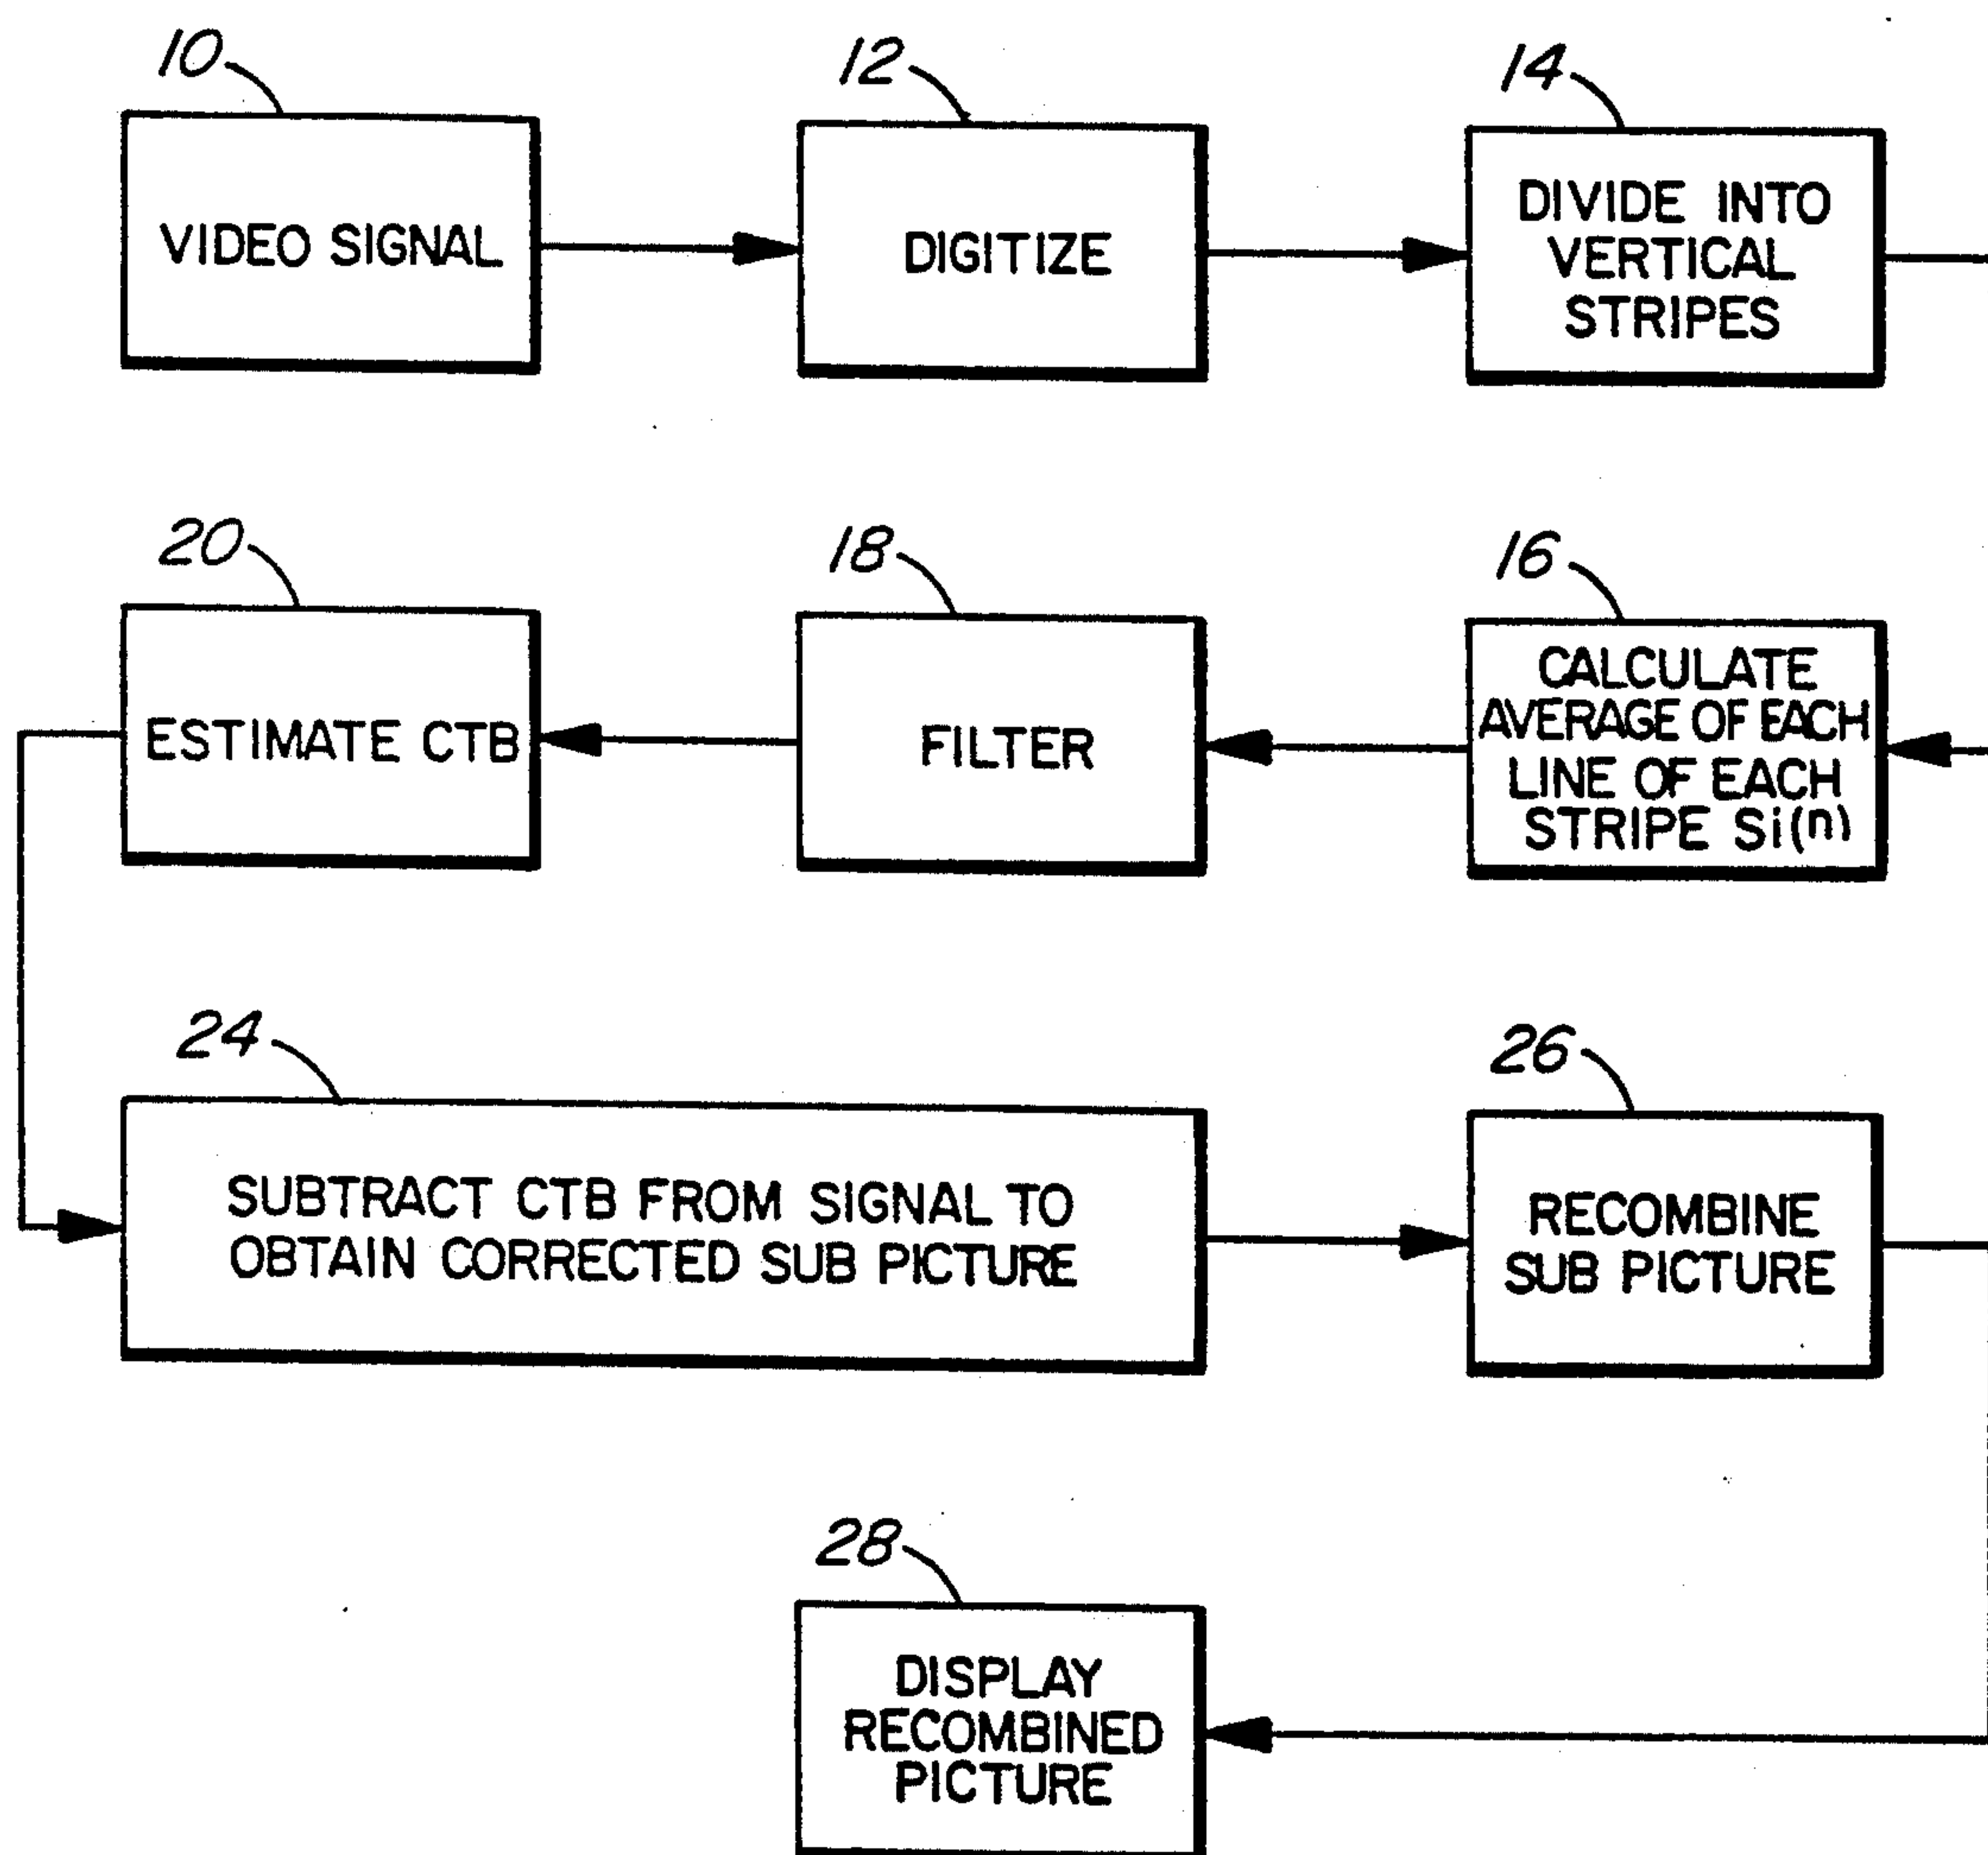 10
VIDEO SIGNAL
12
DIGITIZE
14
DIVIDE INTO
VERTICAL
STRIPES
20
ESTIMATE CTB
18
FILTER
16
CALCULATE
AVERAGE OF EACH
LINE OF EACH
STRIPE Si(n)
24
SUBTRACT CTB FROM SIGNAL TO
OBTAIN CORRECTED SUB PICTURE
26
RECOMBINE
SUB PICTURE
28
DISPLAY
RECOMBINED
PICTURE